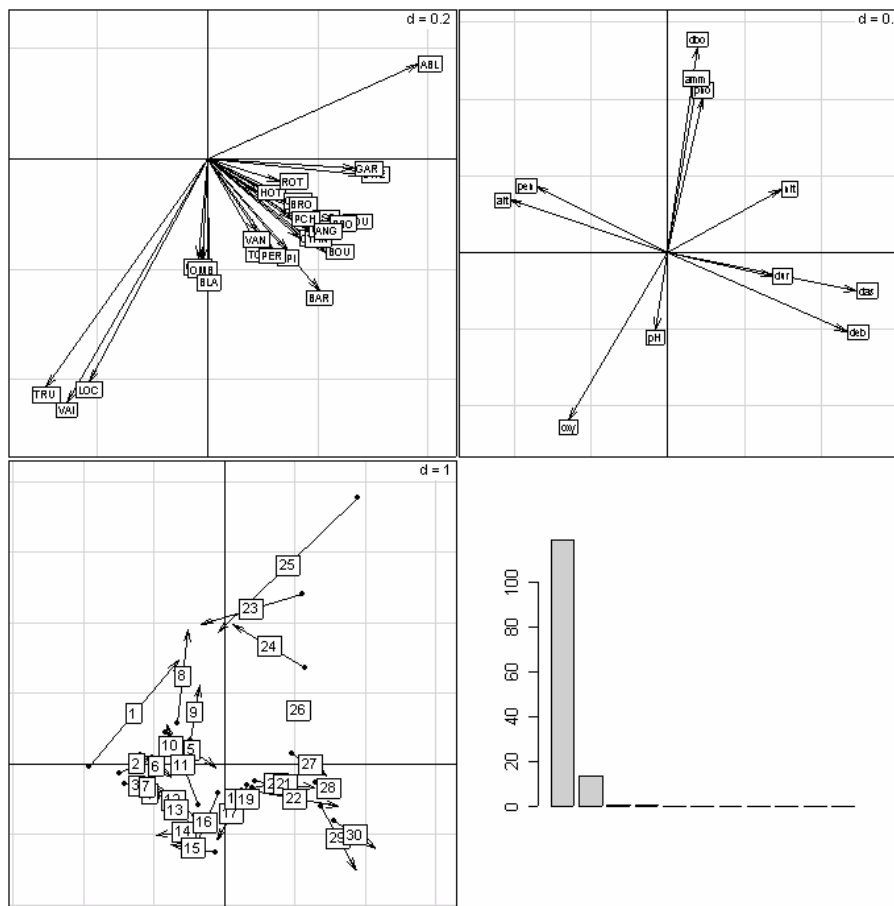 d = 0.2
ABL
GAR
ROT
HOT
BRO
PCH
ANG
VAN
PER
BOU
BLA
BAR
TRU
LOC
VAI
d = 0.
dbo
amm
pho
pen
alt
nit
dur
das
deb
pH
oxy
d = 1
25
23
24
8
1
9
26
10
5
2
6
11
27
3
7
21
28
19
22
13
16
17
14
29
30
15
100
80
60
40
20
0